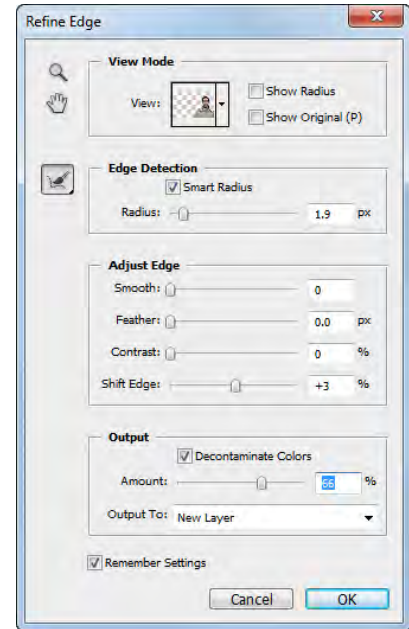 Refine Edge
View Mode
View:
Show Radius
Show Original (P)
Edge Detection
Smart Radius
Radius: 1.9 px
Adjust Edge
Smooth: 0
Feather: 0.0 px
Contrast: 0 %
Shift Edge: +3 %
Output
Decontaminate Colors
Amount: 66 %
Output To: New Layer
Remember Settings
Cancel OK